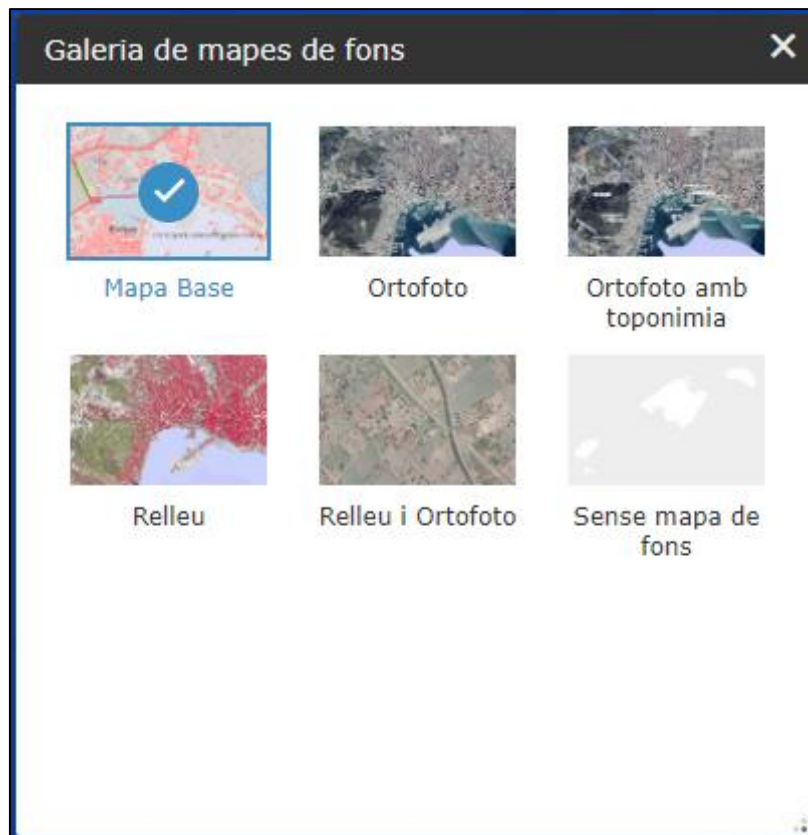 Galeria de mapes de fons
Mapa Base
Ortofoto
Ortofoto amb
toponimia
Relleu
Relleu i Ortofoto
Sense mapa de
fons